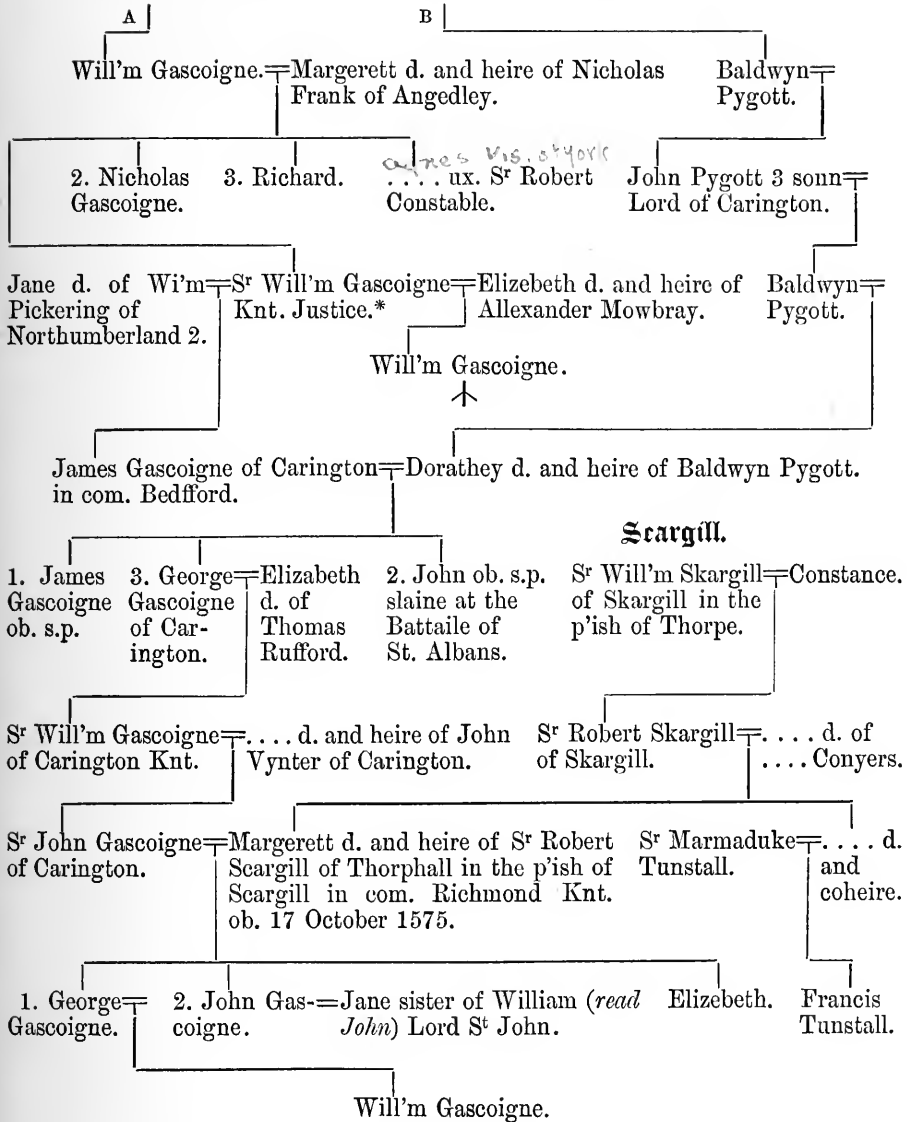 A B
Will'm Gascoigne.=Margerett d. and heire of Nicholas
Frank of Angedley.
Baldwyn=
Pygott.
2. Nicholas
Gascoigne.
3. Richard.
agnes Vis. of York
.... ux. Sr Robert
Constable.
John Pygott 3 sonn=
Lord of Carington.
Jane d. of Wi'm=
Pickering of
Northumberland 2.
Sr Will'm Gascoigne=
Knt. Justice.*
Elizebeth d. and heire of
Allexander Mowbray.
Baldwyn=
Pygott.
Will'm Gascoigne.
James Gascoigne of Carington=
in com. Bedfford.
Dorathey d. and heire of Baldwyn Pygott.
Scargill.
1. James
Gascoigne
ob. s.p.
3. George=
Gascoigne
of Car-
ington.
Elizabeth
d. of
Thomas
Rufford.
2. John ob. s.p.
slaine at the
Battaile of
St. Albans.
Sr Will'm Skargill=Constance.
of Skargill in the
p'ish of Thorpe.
Sr Will'm Gascoigne=
of Carington Knt.
.... d. and heire of John
Vynter of Carington.
Sr Robert Skargill=
of Skargill.
.... d. of
.... Conyers.
Sr John Gascoigne=
of Carington.
Margerett d. and heire of Sr Robert
Scargill of Thorphall in the p'ish of
Scargill in com. Richmond Knt.
ob. 17 October 1575.
Sr Marmaduke=
Tunstall.
.... d.
and
coheire.
1. George=
Gascoigne.
2. John Gas-=
coigne.
Jane sister of William (read
John) Lord St John.
Elizebeth.
Francis
Tunstall.
Will'm Gascoigne.